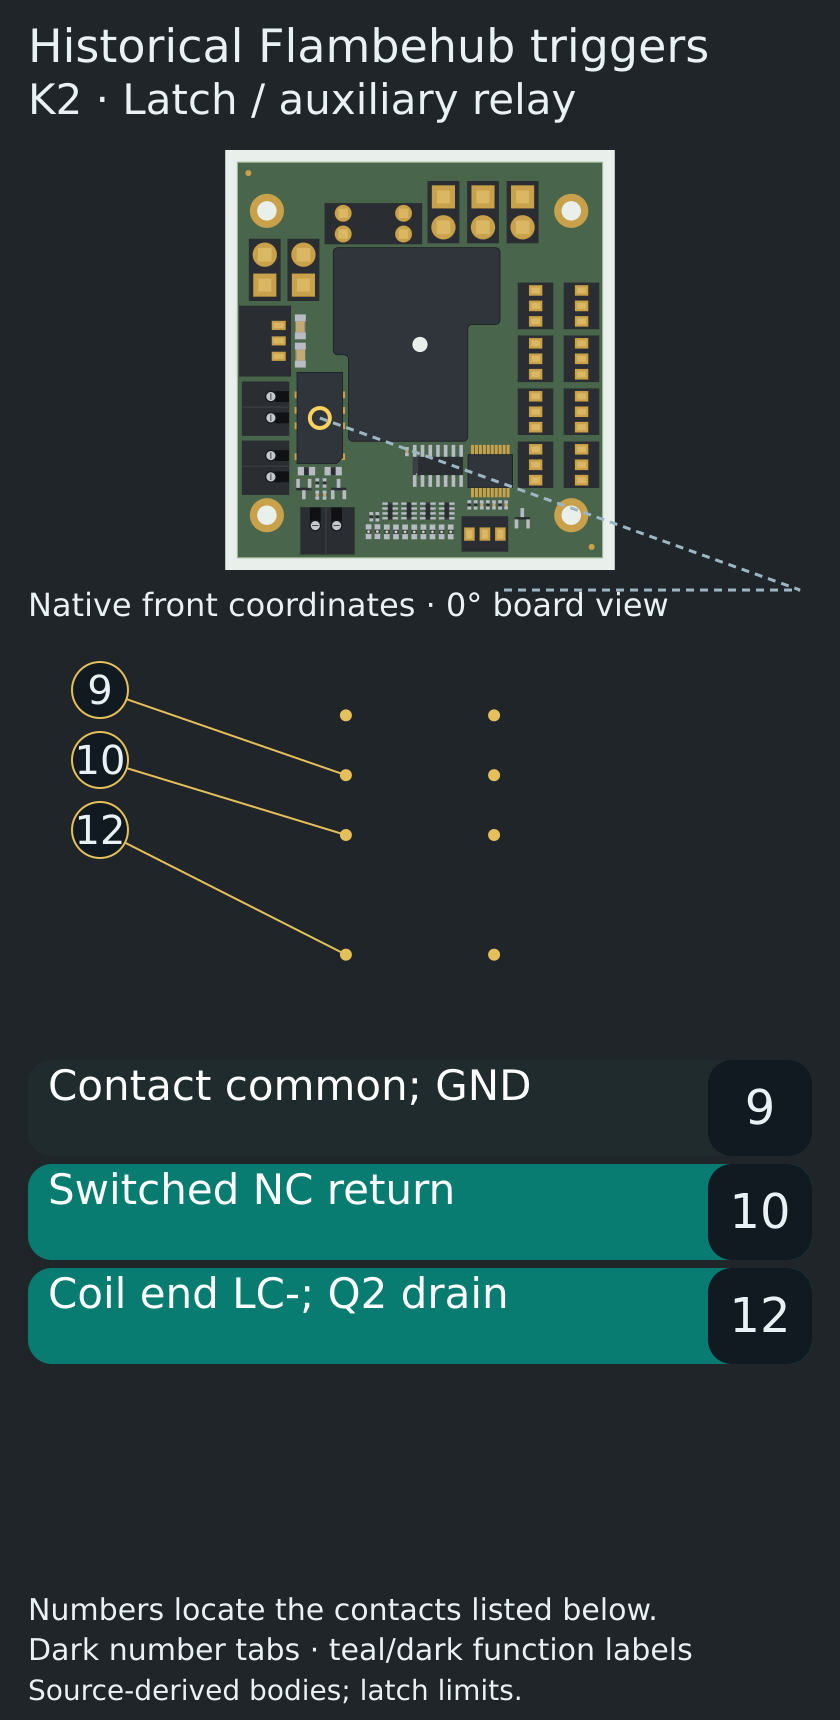 Historical Flambehub triggers
K2 · Latch / auxiliary relay
Native front coordinates · 0° board view
9
10
12
Contact common; GND 9
Switched NC return 10
Coil end LC-; Q2 drain 12
Numbers locate the contacts listed below.
Dark number tabs · teal/dark function labels
Source-derived bodies; latch limits.